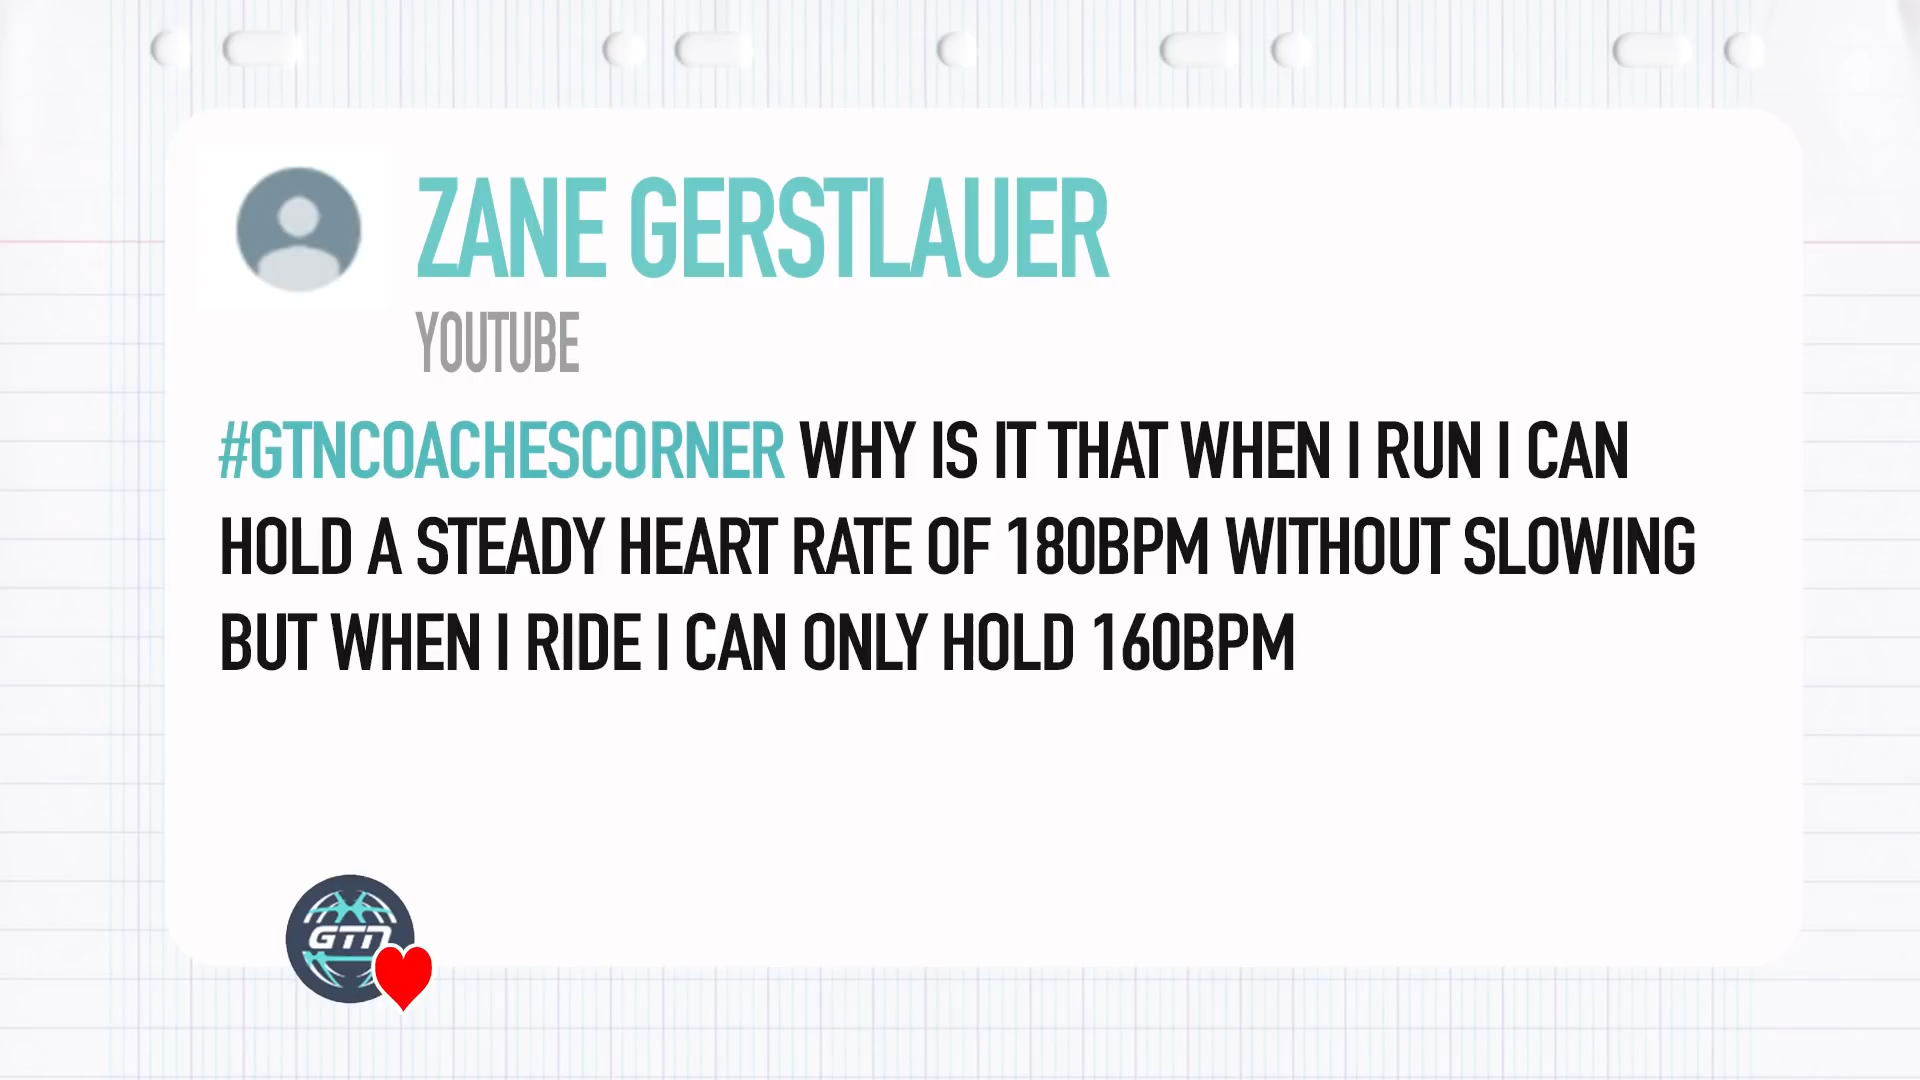 ZANE GERSTLAUER
YOUTUBE
#GTNCOACHESCORNER WHY IS IT THAT WHEN I RUN I CAN
HOLD A STEADY HEART RATE OF 180BPM WITHOUT SLOWING
BUT WHEN I RIDE I CAN ONLY HOLD 160BPM
GTN